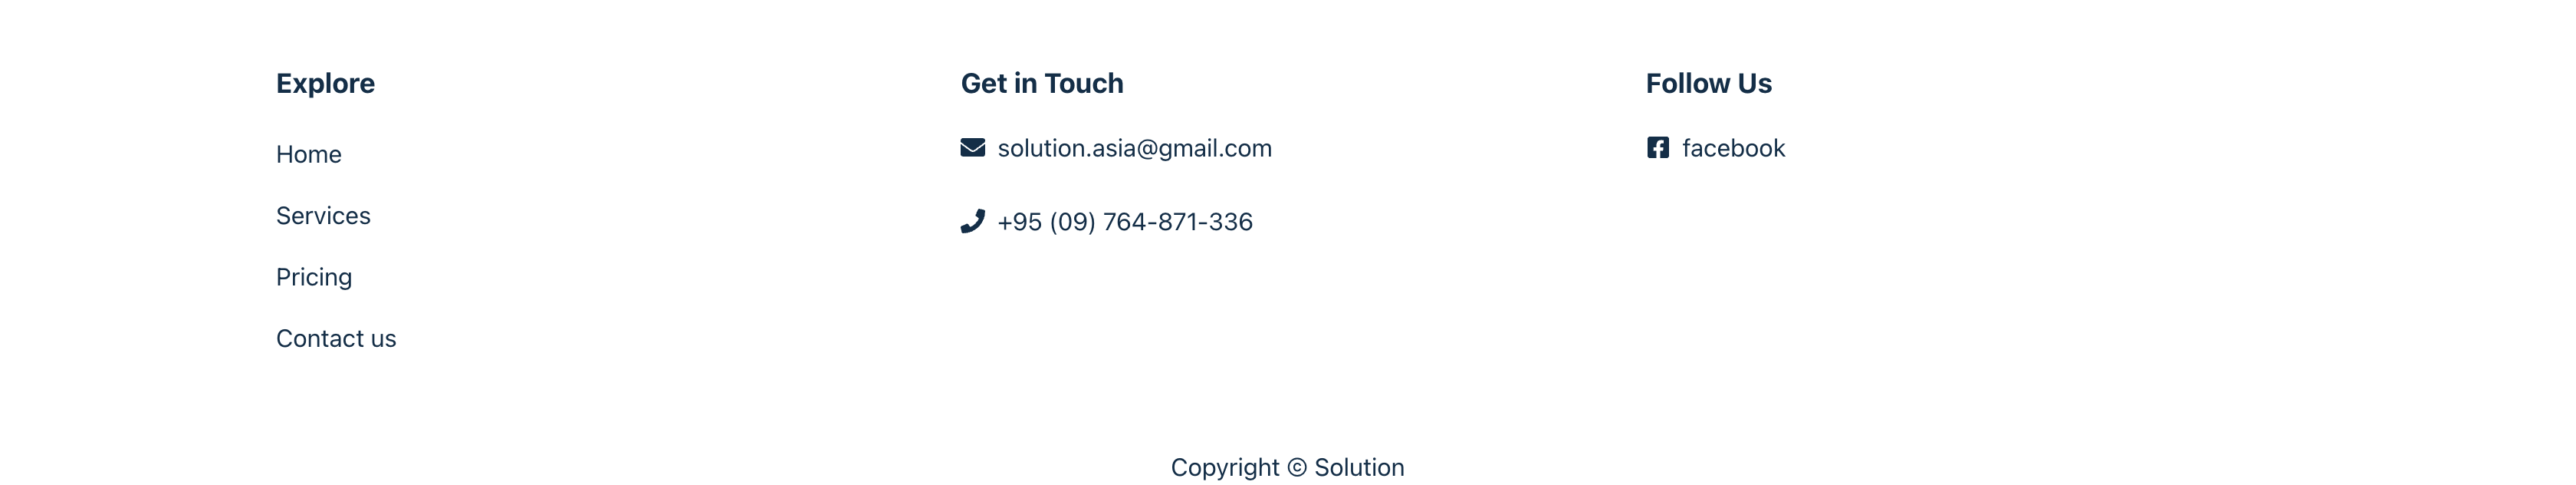 Explore
Home
Services
Pricing
Contact us
Get in Touch
solution.asia@gmail.com
+95 (09) 764-871-336
Follow Us
facebook
Copyright © Solution